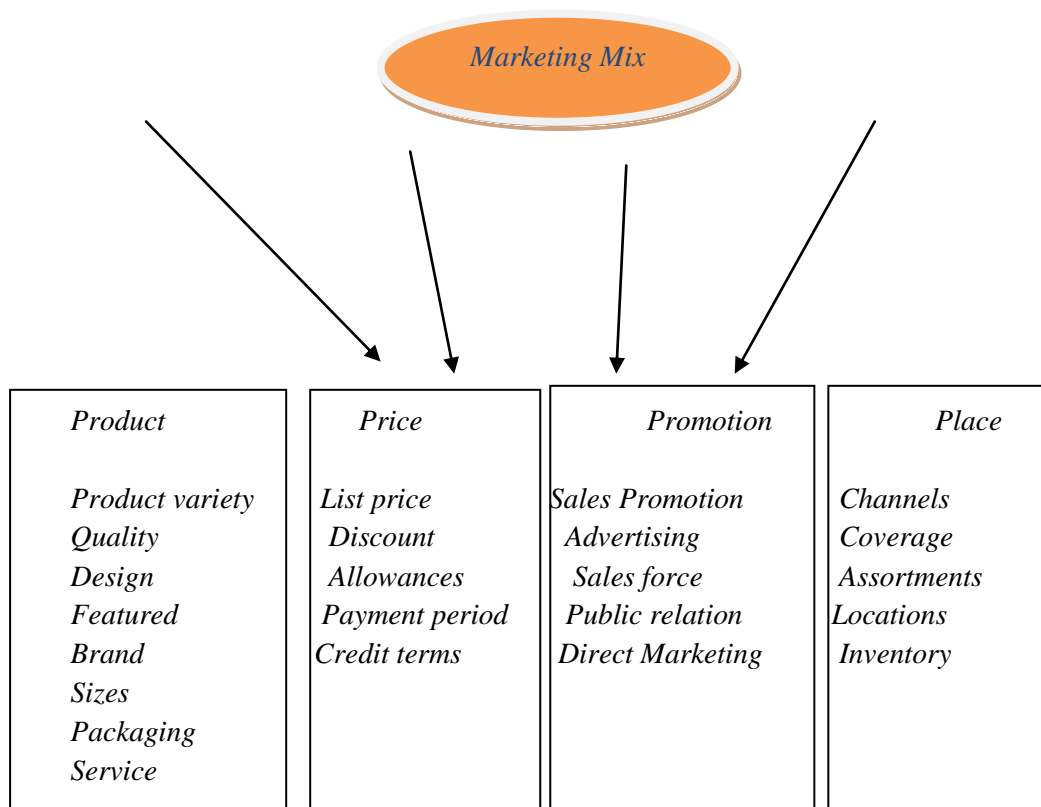 Marketing Mix
Product Price Promotion Place
Product variety List price Sales Promotion Channels
Quality Discount Advertising Coverage
Design Allowances Sales force Assortments
Featured Payment period Public relation Locations
Brand Credit terms Direct Marketing Inventory
Sizes
Packaging
Service